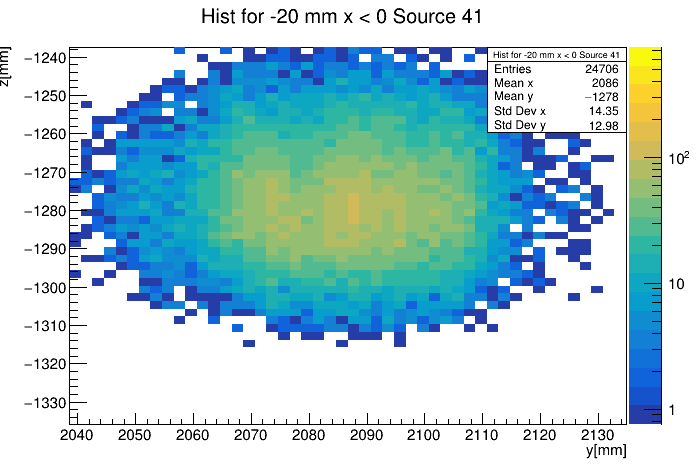 Hist for -20 mm x < 0 Source 41
z[mm]
Hist for -20 mm x < 0 Source 41
Entries 24706
Mean x 2086
Mean y −1278
Std Dev x 14.35
Std Dev y 12.98
−1240
−1250
−1260
−1270
−1280
−1290
−1300
−1310
−1320
−1330
10²
10
1
2040 2050 2060 2070 2080 2090 2100 2110 2120 2130
y[mm]